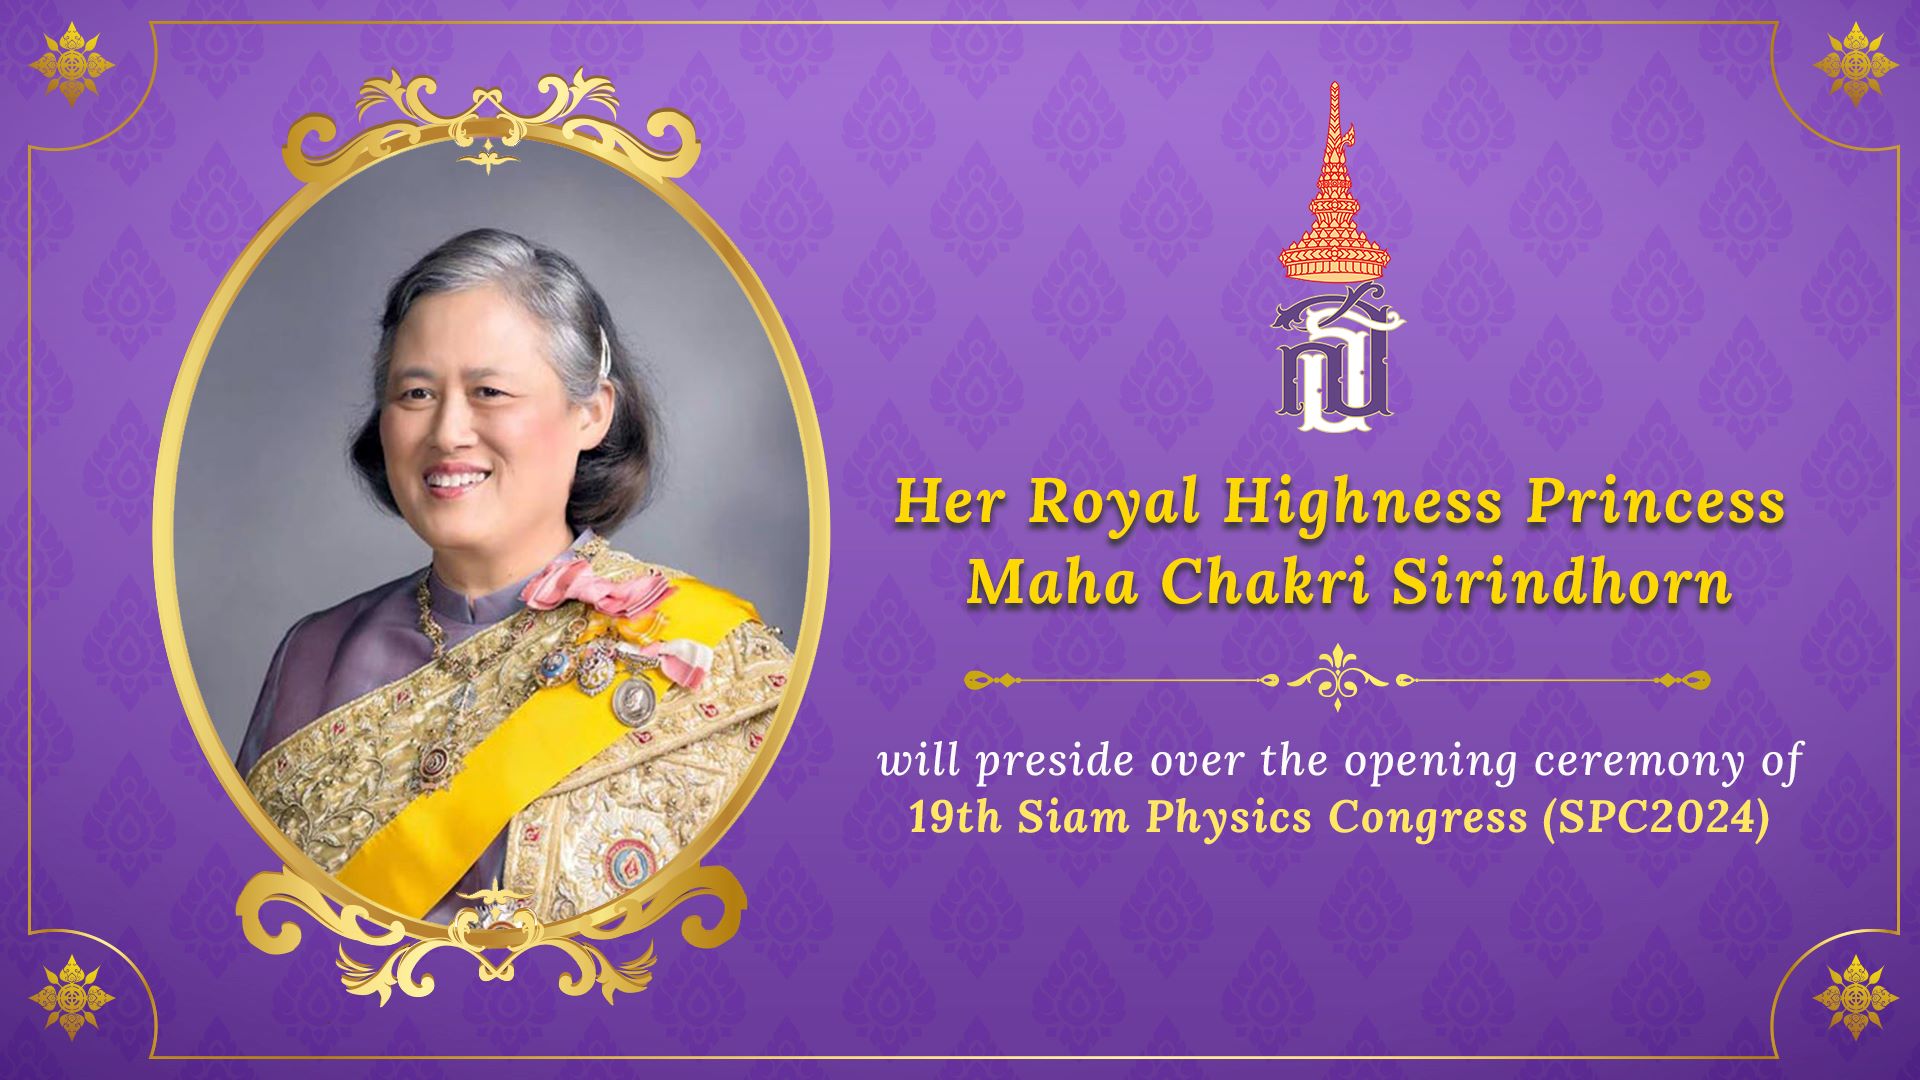 Her Royal Highness Princess
Maha Chakri Sirindhorn
will preside over the opening ceremony of
19th Siam Physics Congress (SPC2024)